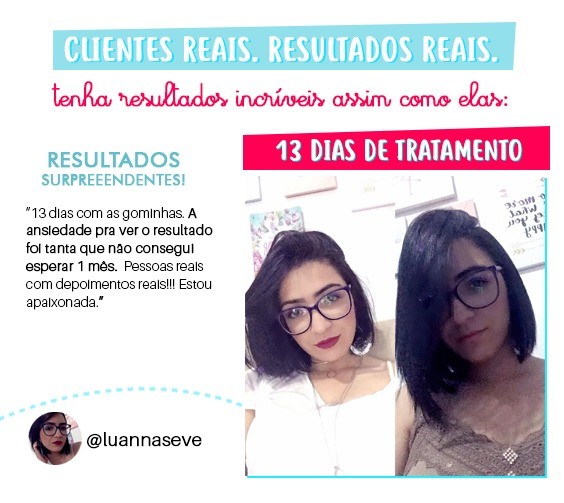 CLIENTES REAIS. RESULTADOS REAIS.
tenha resultados incríveis assim como elas:
RESULTADOS
SURPREEENDENTES!
13 DIAS DE TRATAMENTO
"13 dias com as gominhas. A
ansiedade pra ver o resultado
foi tanta que não consegui
esperar 1 mês. Pessoas reais
com depoimentos reais!!! Estou
apaixonada."
@luannaseve